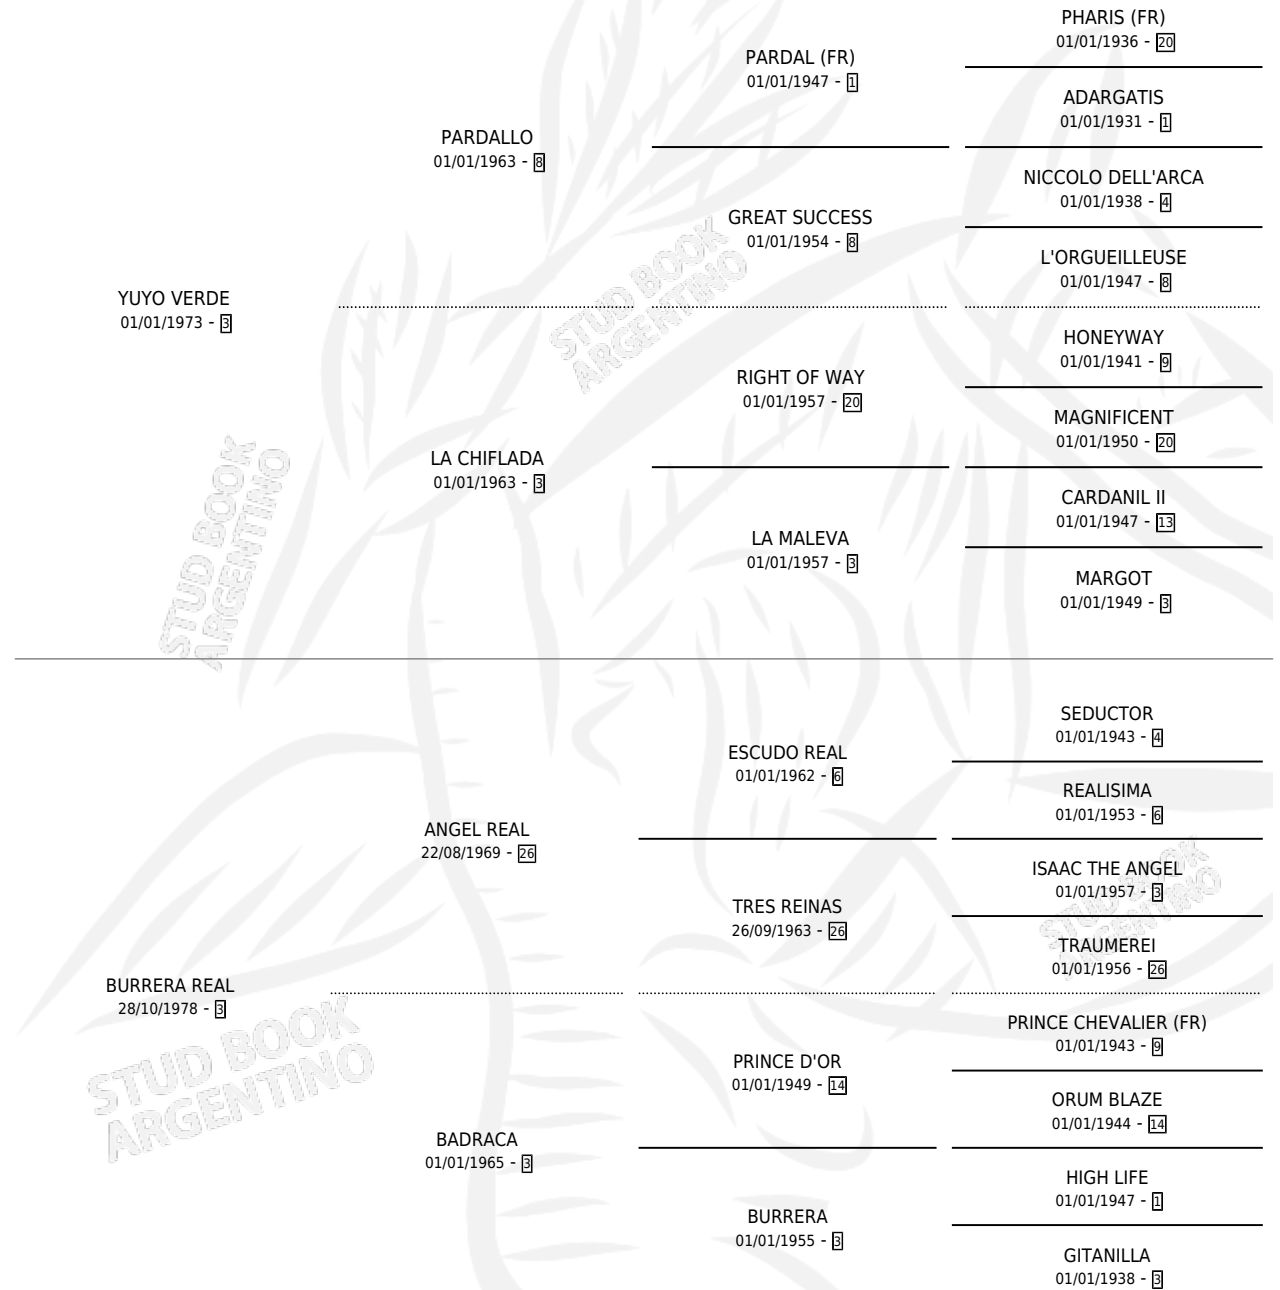 PHARIS (FR)
01/01/1936 - 20
PARDAL (FR)
01/01/1947 - 1
ADARGATIS
01/01/1931 - 1
PARDALLO
01/01/1963 - 8
NICCOLO DELL'ARCA
01/01/1938 - 4
GREAT SUCCESS
01/01/1954 - 8
L'ORGUEILLEUSE
01/01/1947 - 8
YUYO VERDE
01/01/1973 - 3
HONEYWAY
01/01/1941 - 9
RIGHT OF WAY
01/01/1957 - 20
MAGNIFICENT
01/01/1950 - 20
LA CHIFLADA
01/01/1963 - 3
CARDANIL II
01/01/1947 - 13
LA MALEVA
01/01/1957 - 3
MARGOT
01/01/1949 - 3
STUD BOOK
ARGENTINO
STUD BOOK
ARGENTINO
SEDUCTOR
01/01/1943 - 4
ESCUDO REAL
01/01/1962 - 6
REALISIMA
01/01/1953 - 6
ANGEL REAL
22/08/1969 - 26
ISAAC THE ANGEL
01/01/1957 - 3
TRES REINAS
26/09/1963 - 26
TRAUMEREI
01/01/1956 - 26
BURRERA REAL
28/10/1978 - 3
PRINCE CHEVALIER (FR)
01/01/1943 - 9
PRINCE D'OR
01/01/1949 - 14
ORUM BLAZE
01/01/1944 - 14
BADRACA
01/01/1965 - 3
HIGH LIFE
01/01/1947 - 1
BURRERA
01/01/1955 - 3
GITANILLA
01/01/1938 - 3
STUD BOOK
ARGENTINO
STUD BOOK
ARGENTINO